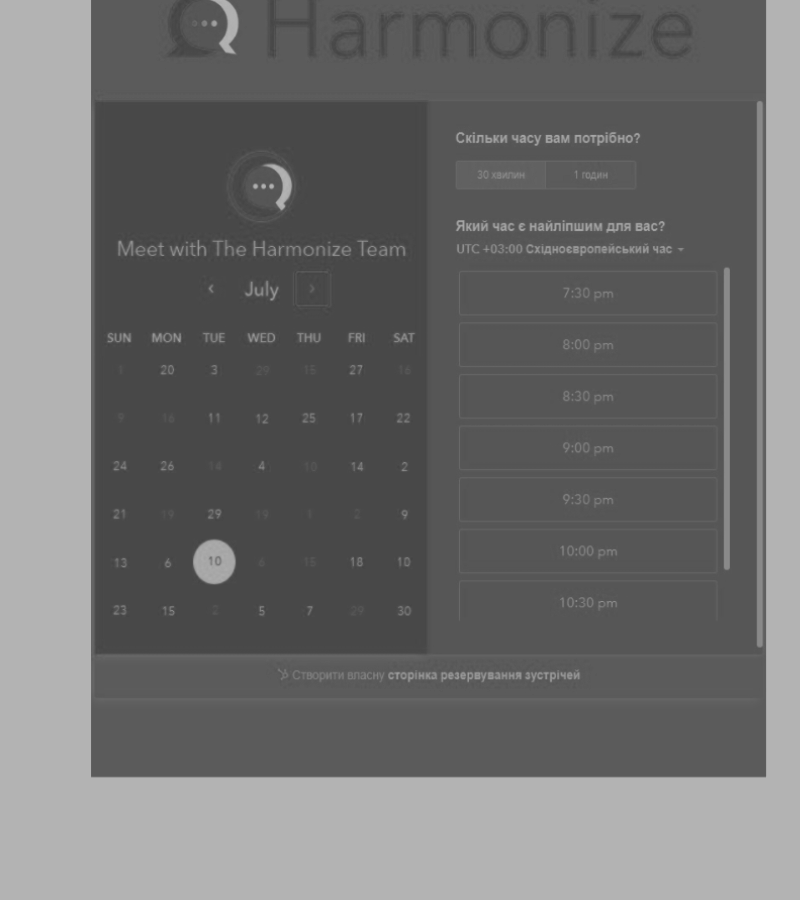 Harmonize
Meet with The Harmonize Team
‹ July ›
SUN MON TUE WED THU FRI SAT
1 20 3 29 15 27 16
9 16 11 12 25 17 22
24 26 14 4 10 14 2
21 19 29 19 1 2 9
13 6 10 6 15 18 10
23 15 2 5 7 29 30
Скільки часу вам потрібно?
30 хвилин 1 годин
Який час є найліпшим для вас?
UTC +03:00 Східноєвропейський час
7:30 pm
8:00 pm
8:30 pm
9:00 pm
9:30 pm
10:00 pm
10:30 pm
Створити власну сторінка резервування зустрічей